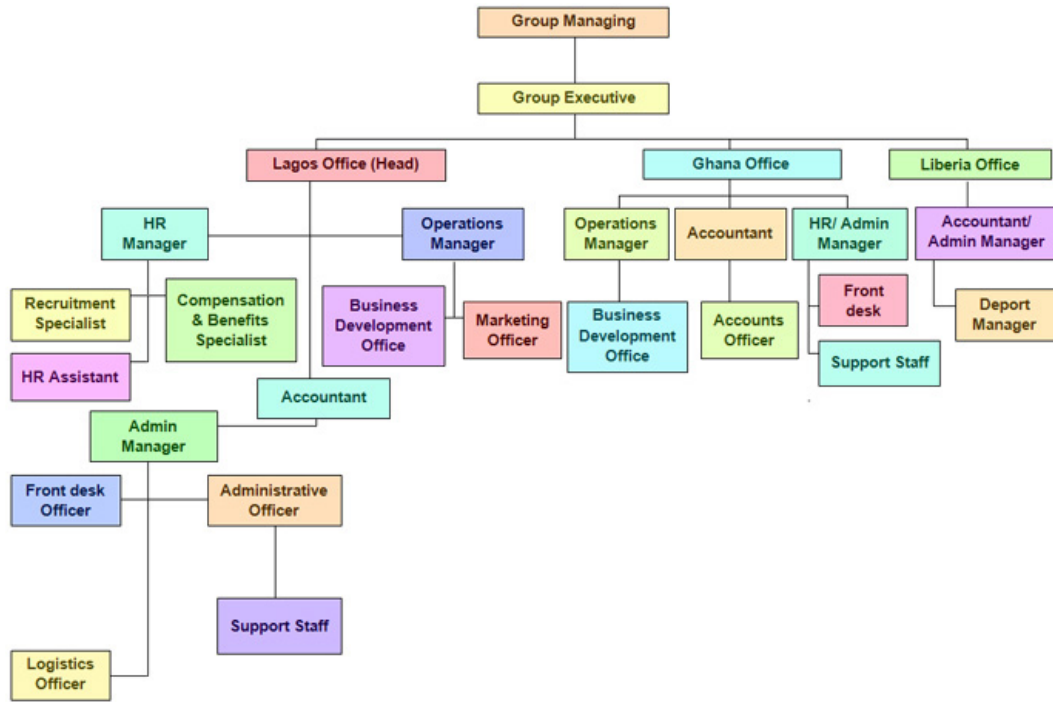 Group Managing
Group Executive
Lagos Office (Head)
Ghana Office
Liberia Office
HR
Manager
Operations
Manager
Operations
Manager
Accountant
HR/ Admin
Manager
Accountant/
Admin Manager
Recruitment
Specialist
Compensation
& Benefits
Specialist
Business
Development
Office
Marketing
Officer
Business
Development
Office
Accounts
Officer
Front
desk
Deport
Manager
HR Assistant
Support Staff
Accountant
Admin
Manager
Front desk
Officer
Administrative
Officer
Support Staff
Logistics
Officer